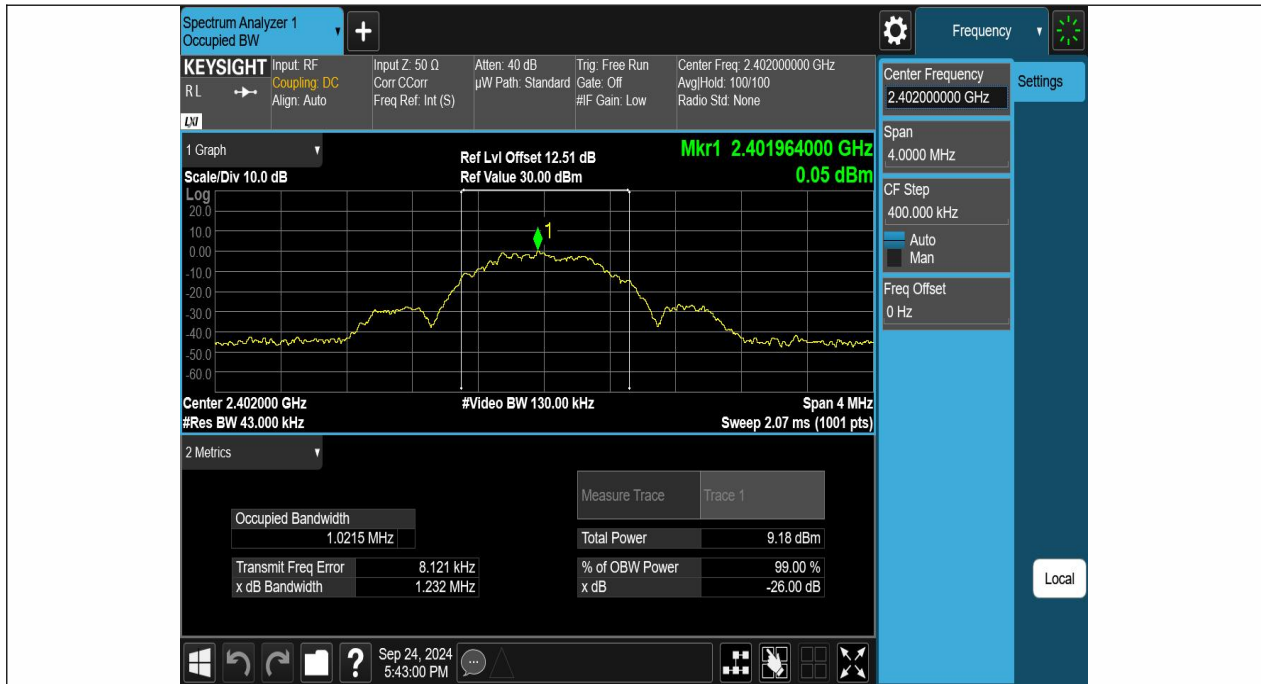 Spectrum Analyzer 1
Occupied BW
+
Frequency
KEYSIGHT
RL
LXI
Input: RF
Coupling: DC
Align: Auto
Input Z: 50 Ω
Corr CCorr
Freq Ref: Int (S)
Atten: 40 dB
µW Path: Standard
Trig: Free Run
Gate: Off
#IF Gain: Low
Center Freq: 2.402000000 GHz
Avg|Hold: 100/100
Radio Std: None
Center Frequency
2.402000000 GHz
Settings
Span
4.0000 MHz
CF Step
400.000 kHz
Auto
Man
Freq Offset
0 Hz
Local
1 Graph
Scale/Div 10.0 dB
Ref Lvl Offset 12.51 dB
Ref Value 30.00 dBm
Mkr1 2.401964000 GHz
0.05 dBm
Log
20.0
10.0
0.00
-10.0
-20.0
-30.0
-40.0
-50.0
-60.0
1
Center 2.402000 GHz
#Res BW 43.000 kHz
#Video BW 130.00 kHz
Span 4 MHz
Sweep 2.07 ms (1001 pts)
2 Metrics
Measure Trace Trace 1
Occupied Bandwidth
1.0215 MHz
Total Power 9.18 dBm
Transmit Freq Error 8.121 kHz
% of OBW Power 99.00 %
x dB Bandwidth 1.232 MHz
x dB -26.00 dB
?
Sep 24, 2024
5:43:00 PM